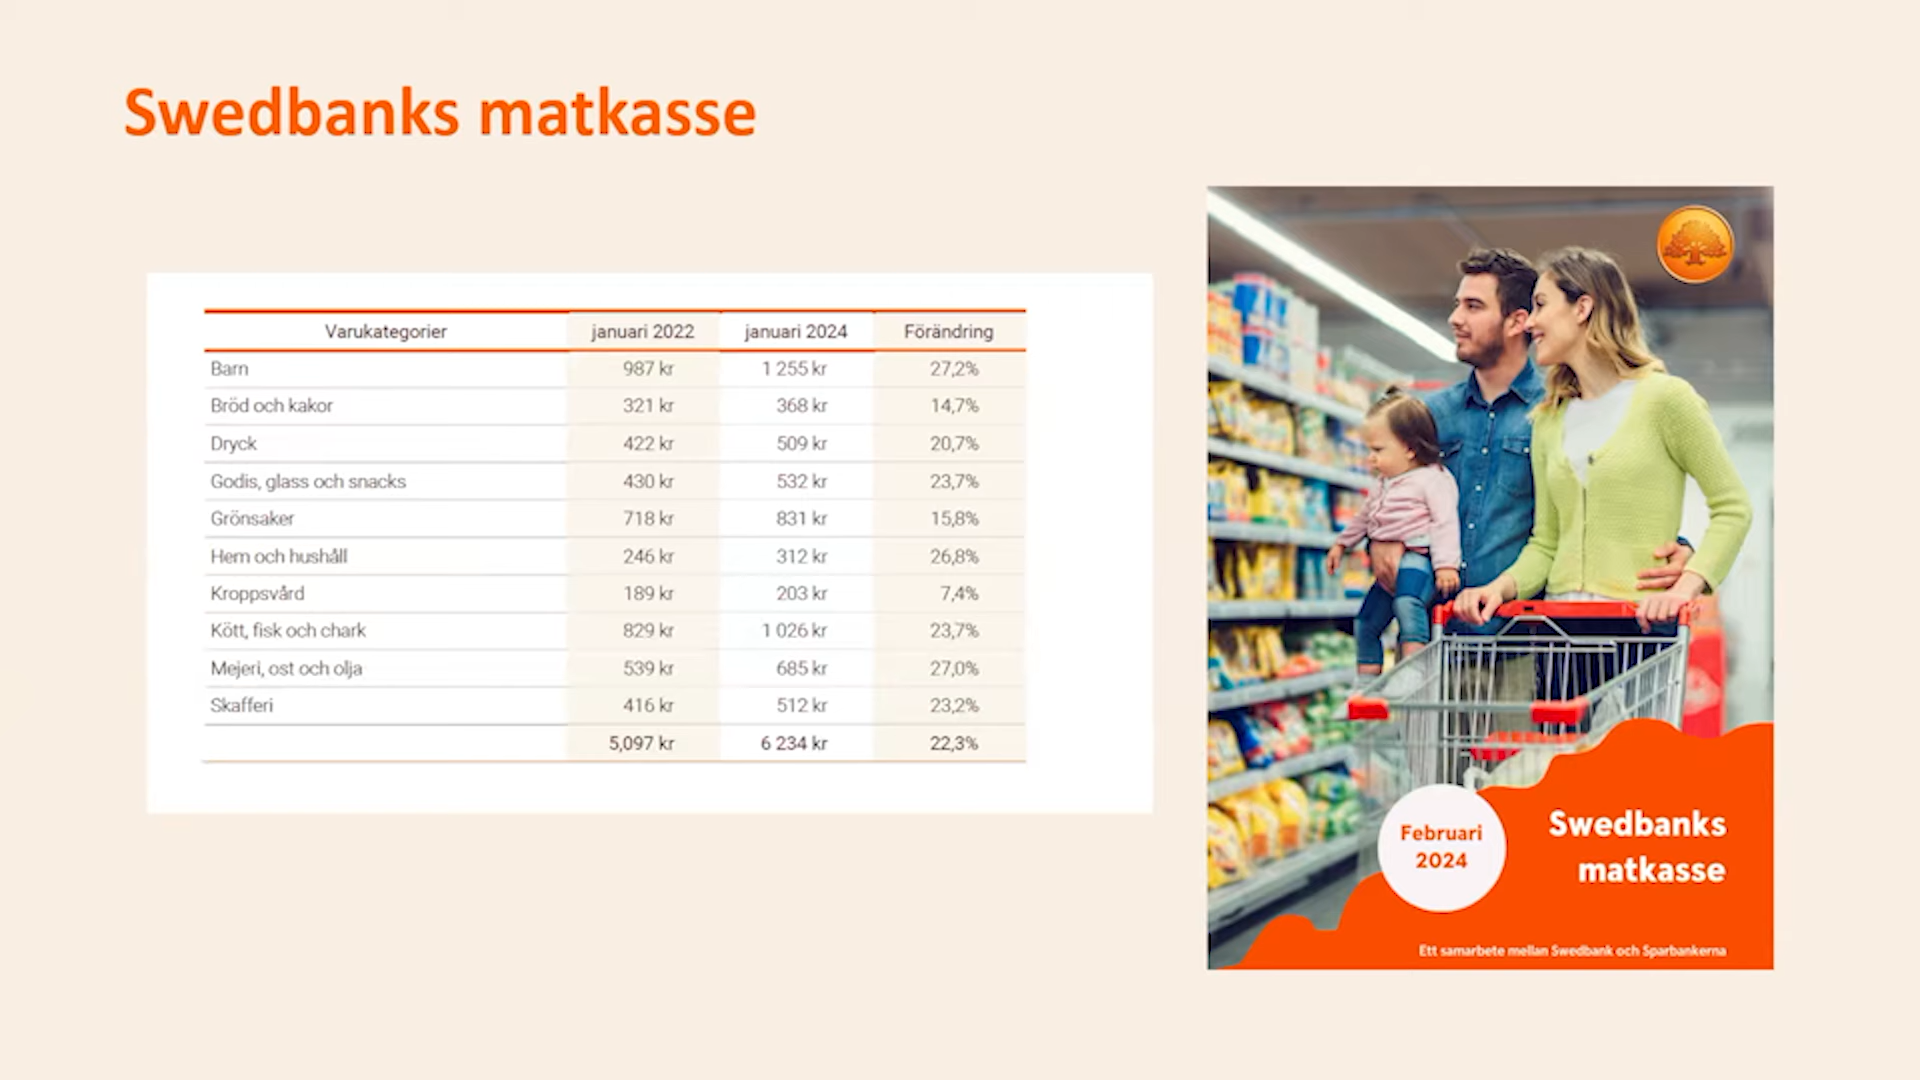 Swedbanks matkasse
Varukategorier januari 2022 januari 2024 Förändring
Barn 987 kr 1 255 kr 27,2%
Bröd och kakor 321 kr 368 kr 14,7%
Dryck 422 kr 509 kr 20,7%
Godis, glass och snacks 430 kr 532 kr 23,7%
Grönsaker 718 kr 831 kr 15,8%
Hem och hushåll 246 kr 312 kr 26,8%
Kroppsvård 189 kr 203 kr 7,4%
Kött, fisk och chark 829 kr 1 026 kr 23,7%
Mejeri, ost och olja 539 kr 685 kr 27,0%
Skafferi 416 kr 512 kr 23,2%
5,097 kr 6 234 kr 22,3%
Februari
2024
Swedbanks
matkasse
Ett samarbete mellan Swedbank och Sparbankerna